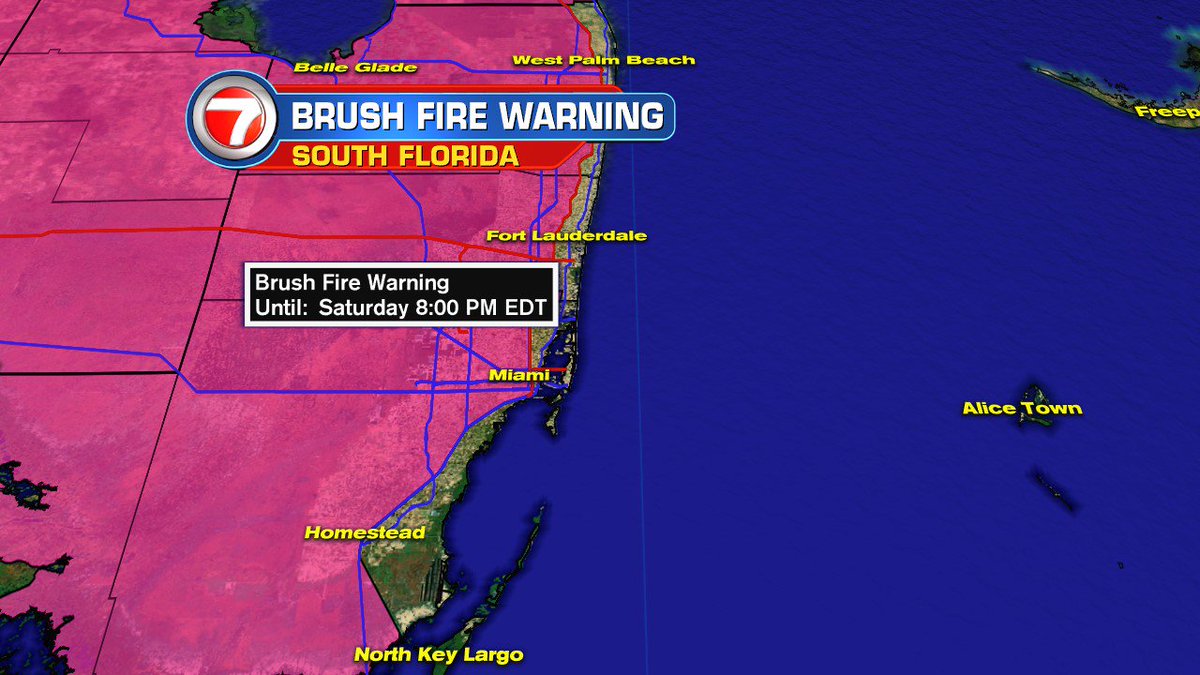 Belle Glade
West Palm Beach
7
BRUSH FIRE WARNING
SOUTH FLORIDA
Freep
Fort Lauderdale
Brush Fire Warning
Until: Saturday 8:00 PM EDT
Miami
Alice Town
Homestead
North Key Largo